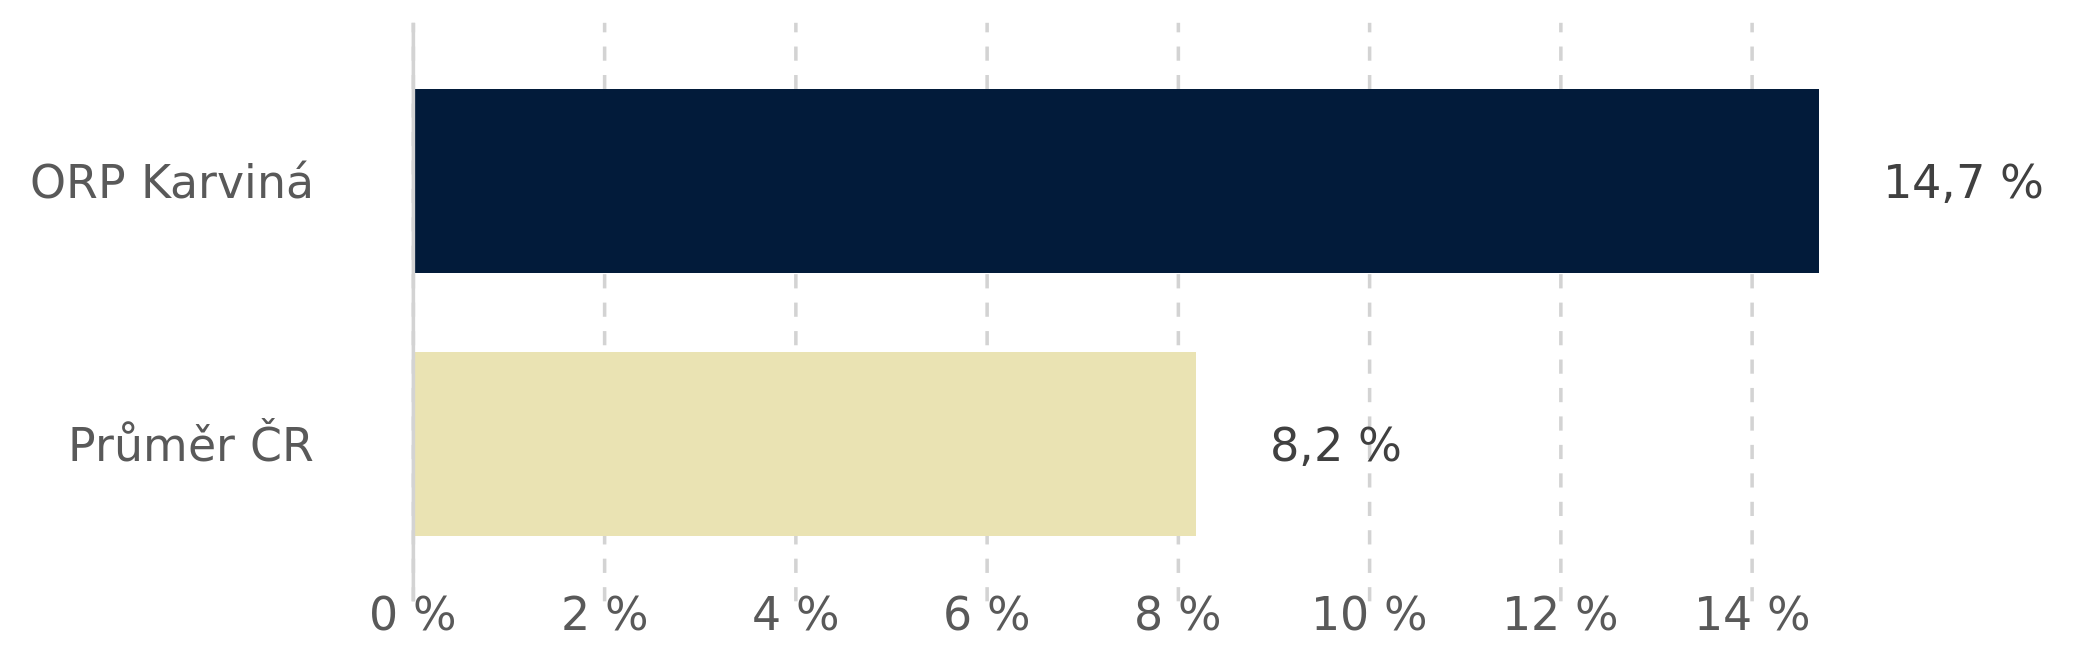 ORP Karviná
14,7 %
Průměr ČR
8,2 %
0 % 2 % 4 % 6 % 8 % 10 % 12 % 14 %